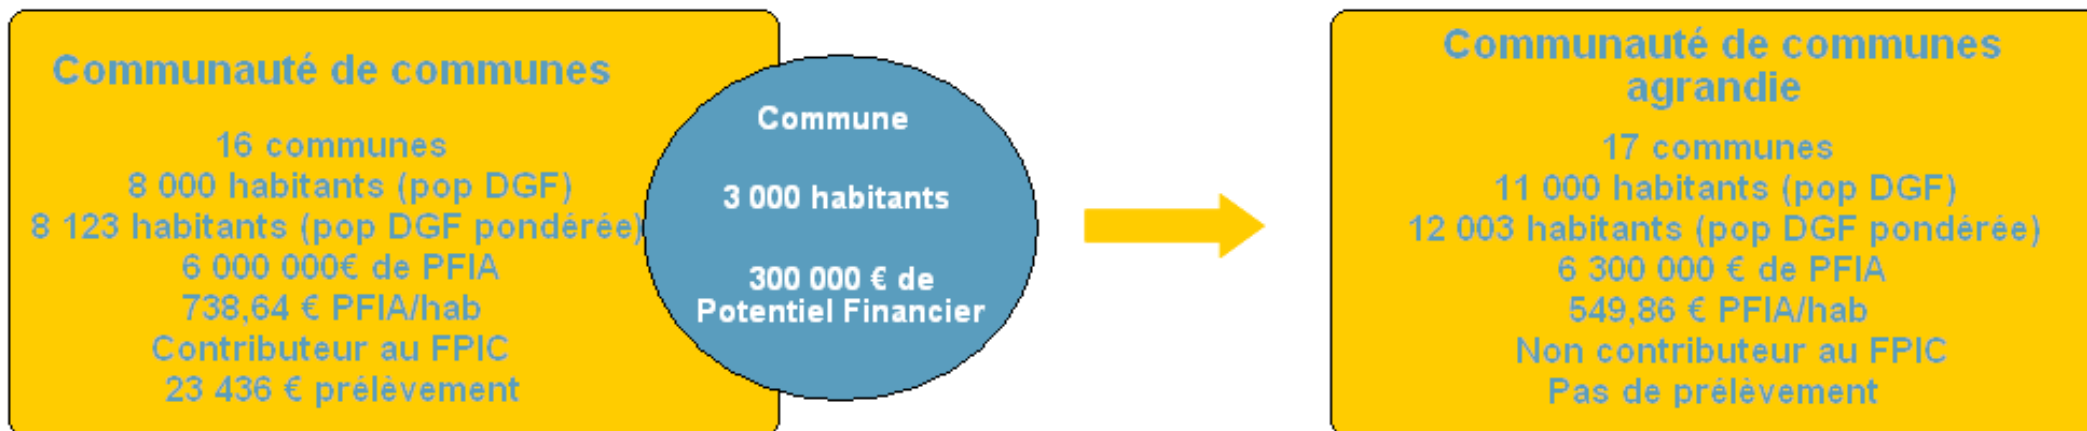 Communauté de communes
16 communes
8 000 habitants (pop DGF)
8 123 habitants (pop DGF pondérée)
6 000 000€ de PFIA
738,64 € PFIA/hab
Contributeur au FPIC
23 436 € prélèvement
Commune
3 000 habitants
300 000 € de
Potentiel Financier
Communauté de communes
agrandie
17 communes
11 000 habitants (pop DGF)
12 003 habitants (pop DGF pondérée)
6 300 000 € de PFIA
549,86 € PFIA/hab
Non contributeur au FPIC
Pas de prélèvement